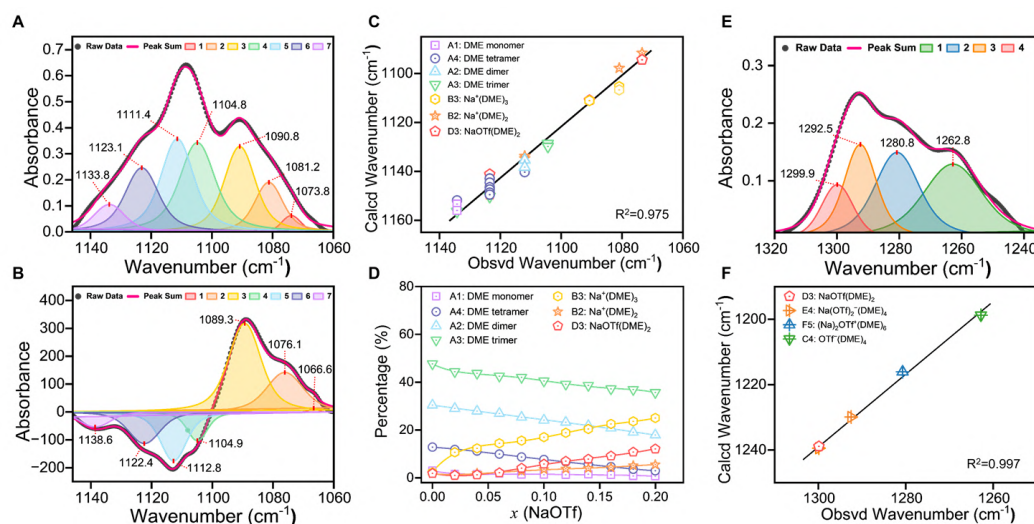 A
Raw Data Peak Sum 1 2 3 4 5 6 7
0.7
0.6
0.5
0.4
0.3
0.2
0.1
0.0
Absorbance
1133.8
1123.1
1111.4
1104.8
1090.8
1081.2
1073.8
1140 1120 1100 1080 1060
Wavenumber (cm⁻¹)
B
Raw Data Peak Sum 1 2 3 4 5 6 7
400
300
200
100
0
−100
−200
Absorbance
1089.3
1076.1
1066.6
1138.6
1122.4
1112.8
1104.9
1140 1120 1100 1080 1060
Wavenumber (cm⁻¹)
C
A1: DME monomer
A4: DME tetramer
A2: DME dimer
A3: DME trimer
B3: Na⁺(DME)₃
B2: Na⁺(DME)₂
D3: NaOTf(DME)₂
R²=0.975
1100
1120
1140
1160
Calcd Wavenumber (cm⁻¹)
1140 1120 1100 1080 1060
Obsvd Wavenumber (cm⁻¹)
D
A1: DME monomer
A4: DME tetramer
A2: DME dimer
A3: DME trimer
B3: Na⁺(DME)₃
B2: Na⁺(DME)₂
D3: NaOTf(DME)₂
80
60
40
20
0
Percentage (%)
0.00 0.05 0.10 0.15 0.20
x (NaOTf)
E
Raw Data Peak Sum 1 2 3 4
0.3
0.2
0.1
0.0
Absorbance
1292.5
1299.9
1280.8
1262.8
1320 1300 1280 1260 1240
Wavenumber (cm⁻¹)
F
D3: NaOTf(DME)₂
E4: Na(OTf)₂⁻(DME)₄
F5: (Na)₂OTf⁺(DME)₆
C4: OTf⁻(DME)₄
R²=0.997
1200
1220
1240
1250
Calcd Wavenumber (cm⁻¹)
1300 1280 1260
Obsvd Wavenumber (cm⁻¹)